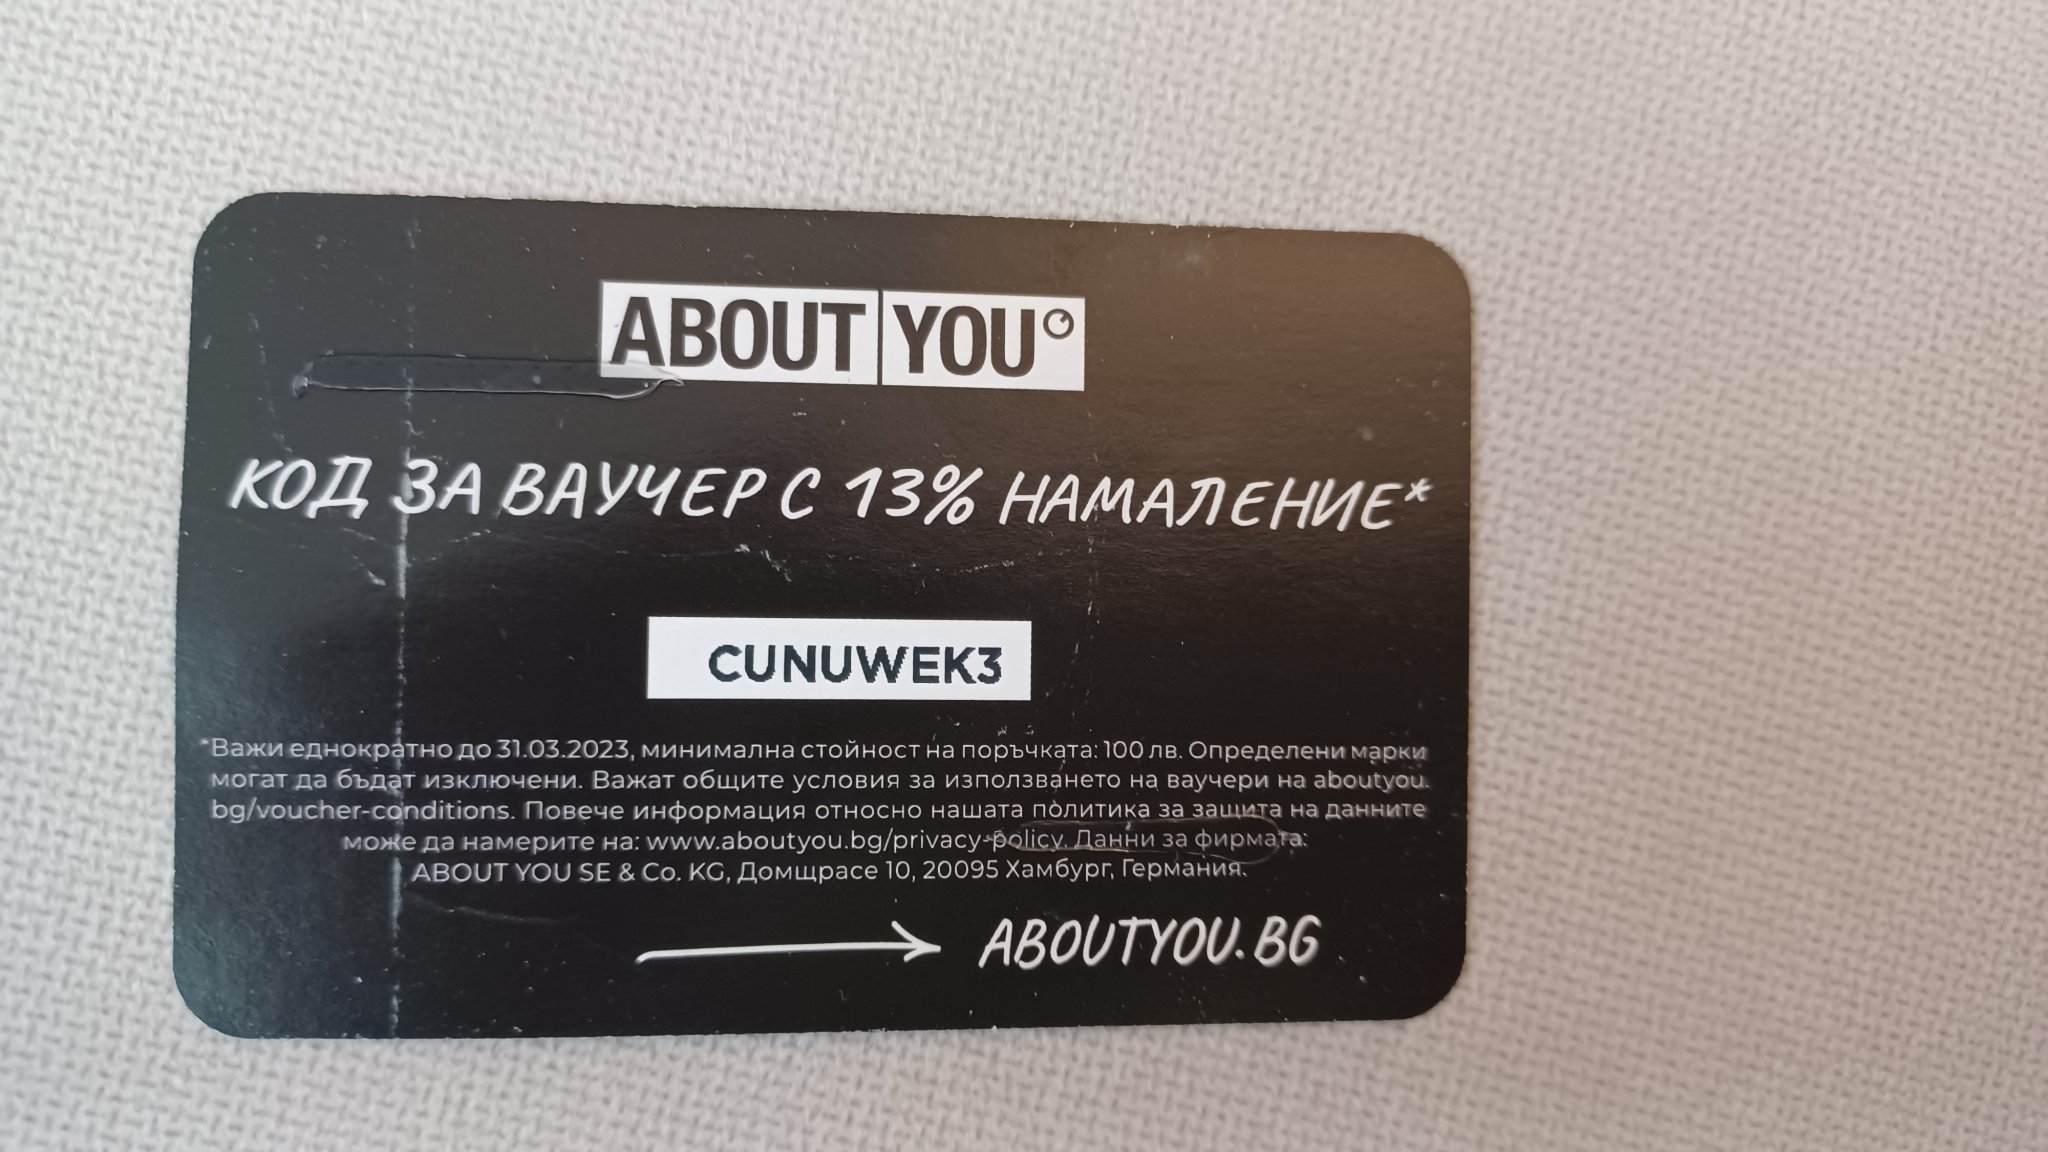 ABOUT YOU
КОД ЗА ВАУЧЕР С 13% НАМАЛЕНИЕ*
CUNUWEK3
*Важи еднократно до 31.03.2023, минимална стойност на поръчката: 100 лв. Определени марки
могат да бъдат изключени. Важат общите условия за използването на ваучери на aboutyou.
bg/voucher-conditions. Повече информация относно нашата политика за защита на данните
може да намерите на: www.aboutyou.bg/privacy-policy. Данни за фирмата:
ABOUT YOU SE & Co. KG, Домщрасе 10, 20095 Хамбург, Германия.
ABOUTYOU.BG